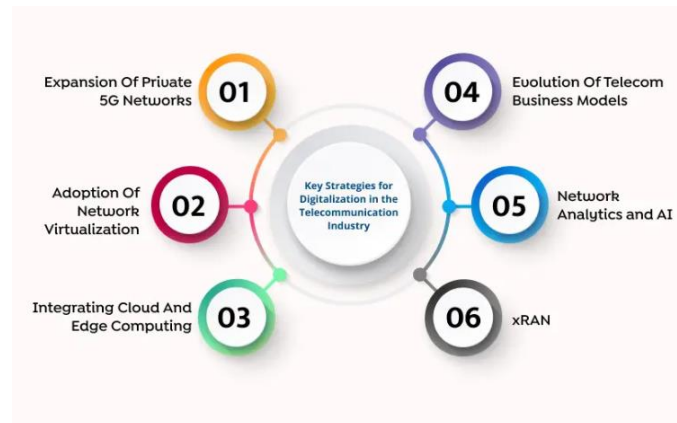 Key Strategies for
Digitalization in the
Telecommunication
Industry
01
Expansion Of Private
5G Networks
02
Adoption Of
Network
Virtualization
03
Integrating Cloud And
Edge Computing
04
Evolution Of Telecom
Business Models
05
Network
Analytics and AI
06
xRAN